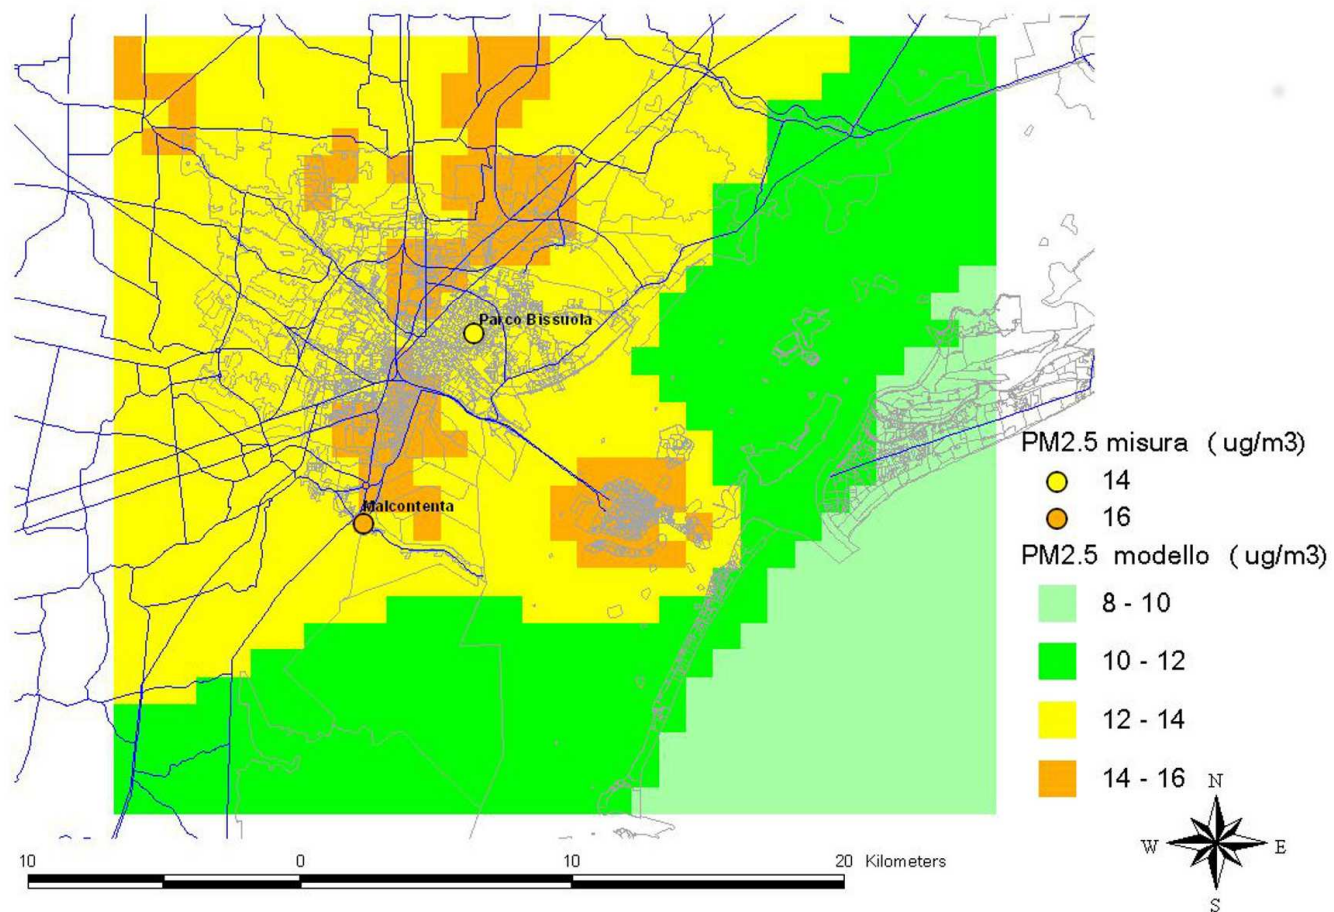 Parco Bissuola
Malcontenta
PM2.5 misura ( ug/m3)
14
16
PM2.5 modello ( ug/m3)
8 - 10
10 - 12
12 - 14
14 - 16
N
W E
S
10 0 10 20 Kilometers